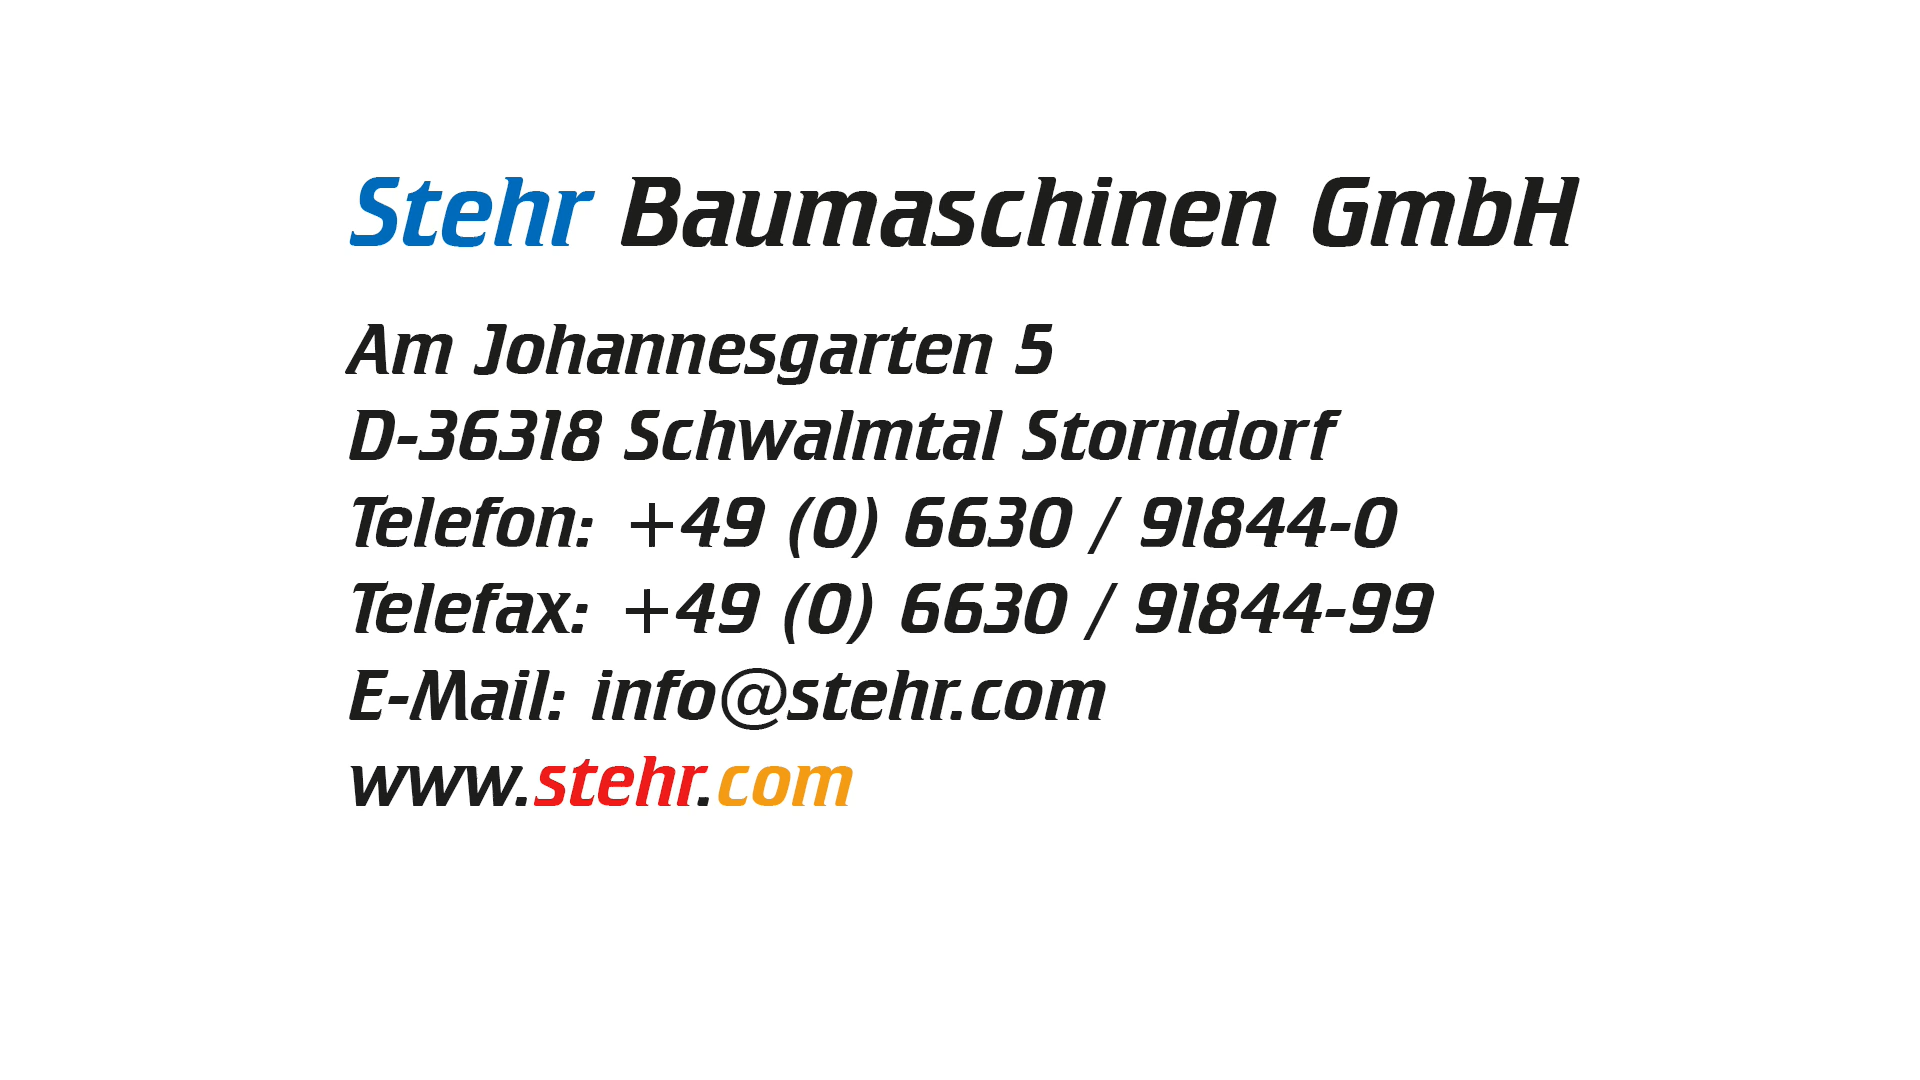 Stehr Baumaschinen GmbH
Am Johannesgarten 5
D-36318 Schwalmtal Storndorf
Telefon: +49 (0) 6630 / 91844-0
Telefax: +49 (0) 6630 / 91844-99
E-Mail: info@stehr.com
www.stehr.com